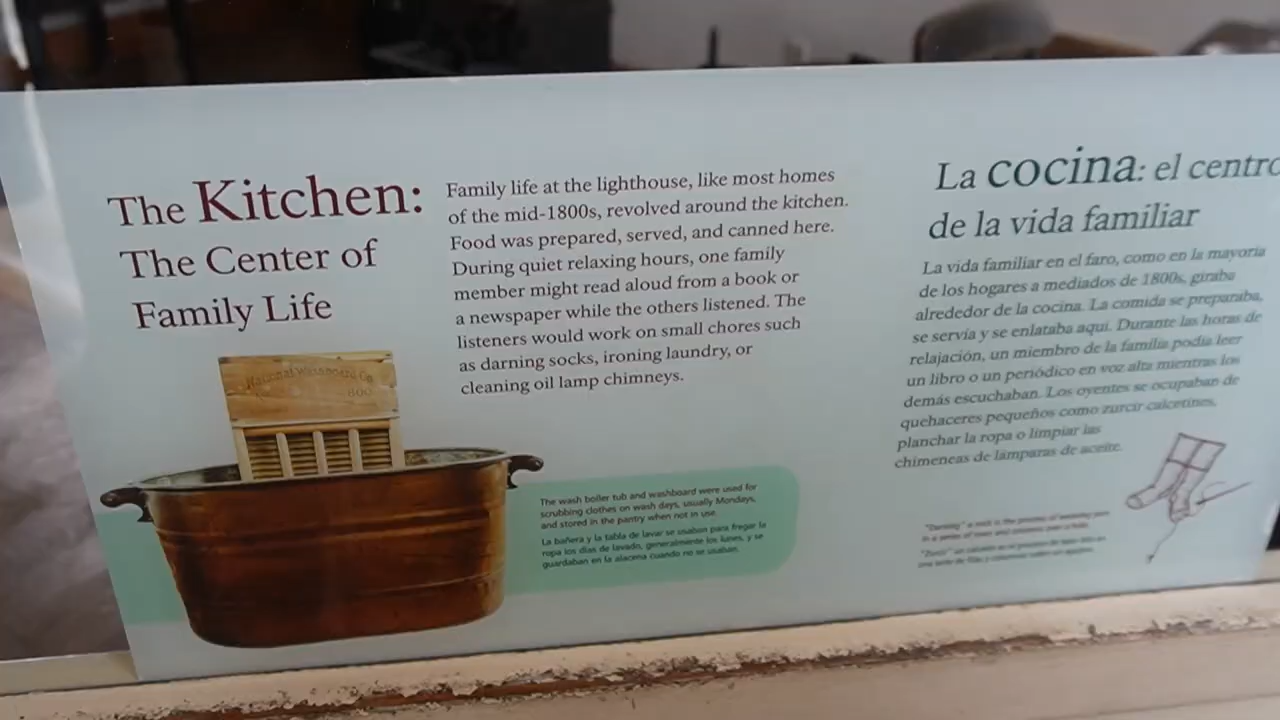 The Kitchen:
The Center of
Family Life
Family life at the lighthouse, like most homes
of the mid-1800s, revolved around the kitchen.
Food was prepared, served, and canned here.
During quiet relaxing hours, one family
member might read aloud from a book or
a newspaper while the others listened. The
listeners would work on small chores such
as darning socks, ironing laundry, or
cleaning oil lamp chimneys.
National Washboard Co
The wash boiler tub and washboard were used for
scrubbing clothes on wash days, usually Mondays,
and stored in the pantry when not in use.
La bañera y la tabla de lavar se usaban para fregar la
ropa los días de lavado, generalmente los lunes, y se
guardaban en la alacena cuando no se usaban.
La cocina: el centro
de la vida familiar
La vida familiar en el faro, como en la mayoría
de los hogares a mediados de 1800s, giraba
alrededor de la cocina. La comida se preparaba,
se servía y se enlataba aquí. Durante las horas de
relajación, un miembro de la familia podía leer
un libro o un periódico en voz alta mientras los
demás escuchaban. Los oyentes se ocupaban de
quehaceres pequeños como zurcir calcetines,
planchar la ropa o limpiar las
chimeneas de lámparas de aceite.
"Darning" a sock is the process of